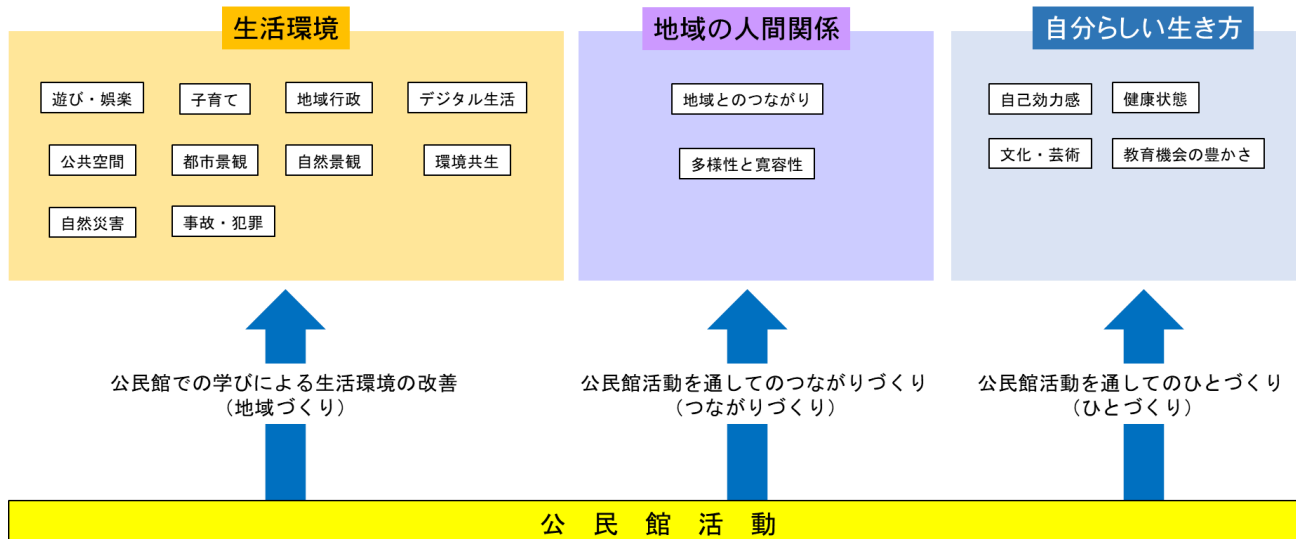 生活環境
地域の人間関係
自分らしい生き方
遊び・娯楽
子育て
地域行政
デジタル生活
公共空間
都市景観
自然景観
環境共生
自然災害
事故・犯罪
地域とのつながり
多様性と寛容性
自己効力感
健康状態
文化・芸術
教育機会の豊かさ
公民館での学びによる生活環境の改善
（地域づくり）
公民館活動を通してのつながりづくり
（つながりづくり）
公民館活動を通してのひとづくり
（ひとづくり）
公民館活動